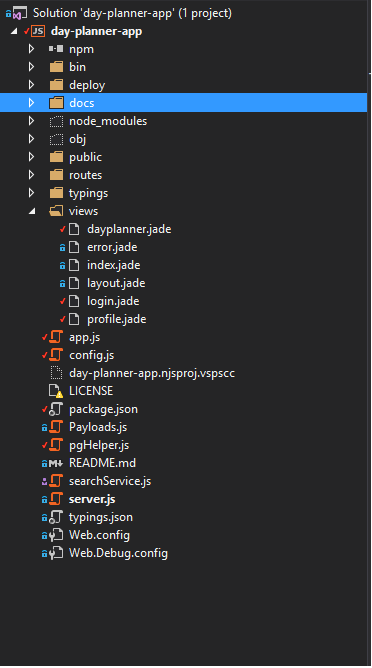 Solution 'day-planner-app' (1 project)
day-planner-app
npm
bin
deploy
docs
node_modules
obj
public
routes
typings
views
dayplanner.jade
error.jade
index.jade
layout.jade
login.jade
profile.jade
app.js
config.js
day-planner-app.njsproj.vspscc
LICENSE
package.json
Payloads.js
pgHelper.js
README.md
searchService.js
server.js
typings.json
Web.config
Web.Debug.config